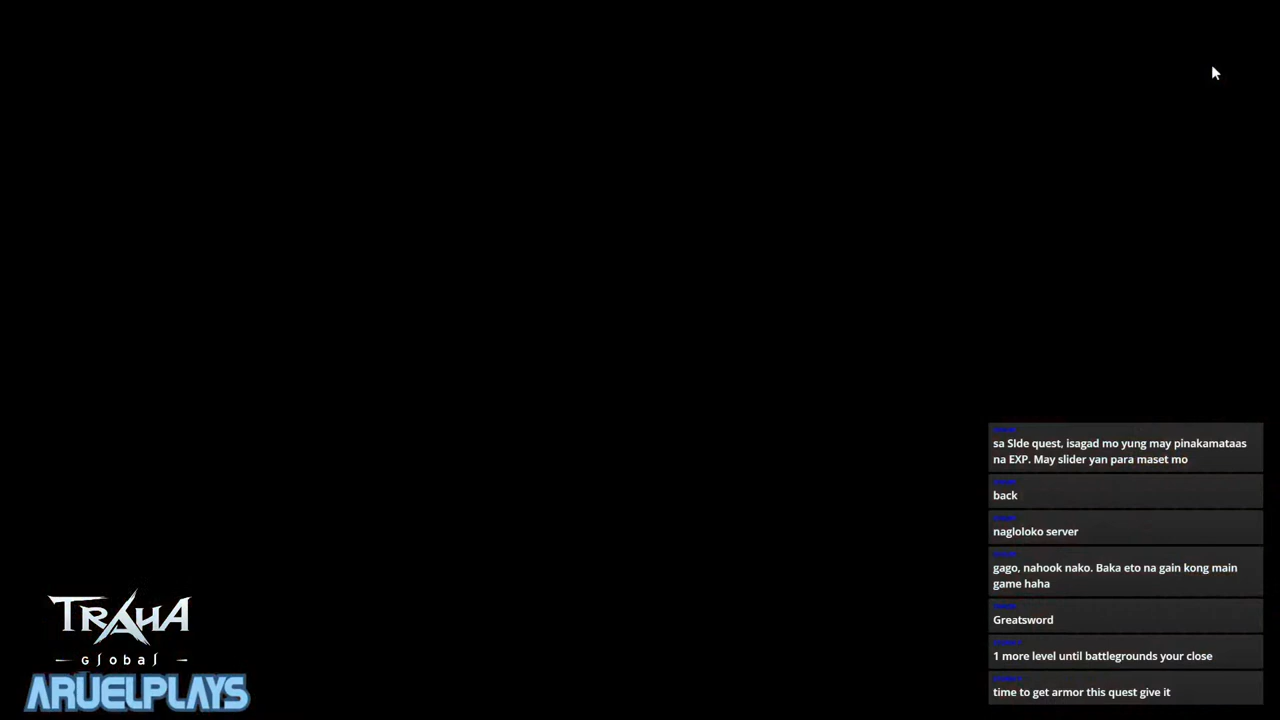 sa SIde quest, isagad mo yung may pinakamataas
na EXP. May slider yan para maset mo
back
nagloloko server
gago, nahook nako. Baka eto na gain kong main
game haha
Greatsword
1 more level until battlegrounds your close
time to get armor this quest give it
TRAHA
Global
ARUELPLAYS